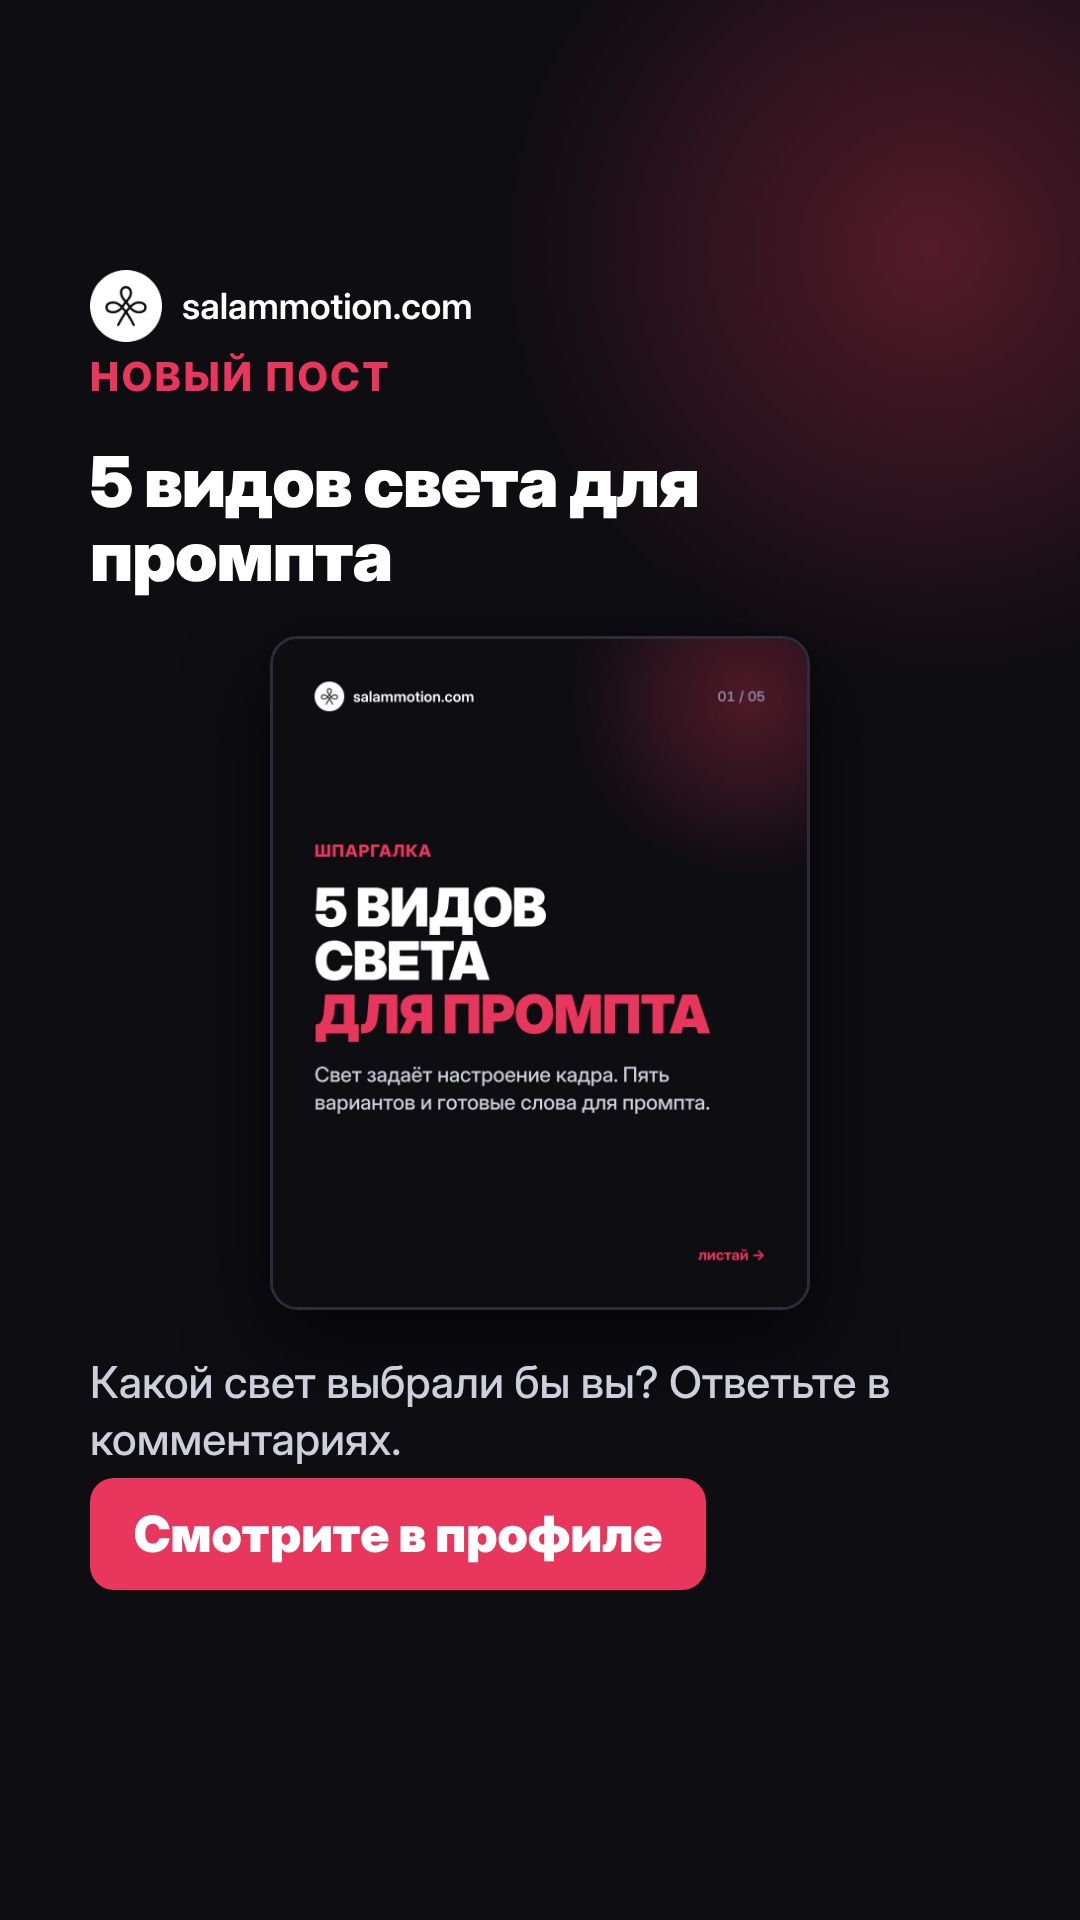 salammotion.com
НОВЫЙ ПОСТ
5 видов света для
промпта
salammotion.com
01 / 05
ШПАРГАЛКА
5 ВИДОВ
СВЕТА
ДЛЯ ПРОМПТА
Свет задаёт настроение кадра. Пять
вариантов и готовые слова для промпта.
листай →
Какой свет выбрали бы вы? Ответьте в
комментариях.
Смотрите в профиле